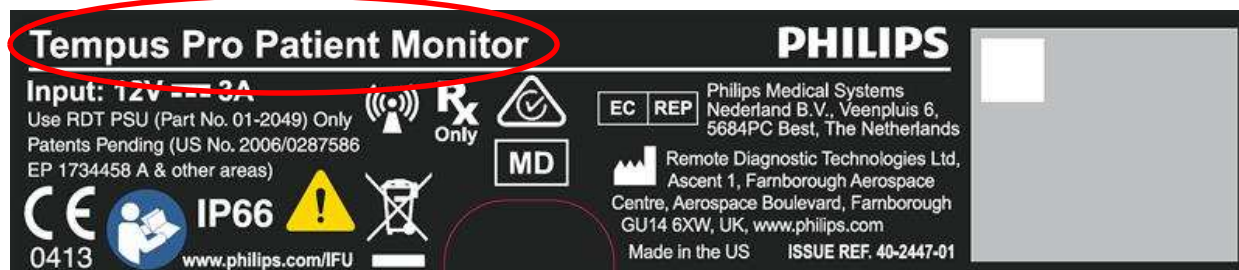 Tempus Pro Patient Monitor
PHILIPS
Input: 12V ⎓ 3A
Use RDT PSU (Part No. 01-2049) Only
Patents Pending (US No. 2006/0287586
EP 1734458 A & other areas)
Rx
Only
MD
CE
0413
IP66
www.philips.com/IFU
EC REP
Philips Medical Systems
Nederland B.V., Veenpluis 6,
5684PC Best, The Netherlands
Remote Diagnostic Technologies Ltd,
Ascent 1, Farnborough Aerospace
Centre, Aerospace Boulevard, Farnborough
GU14 6XW, UK, www.philips.com
Made in the US
ISSUE REF. 40-2447-01